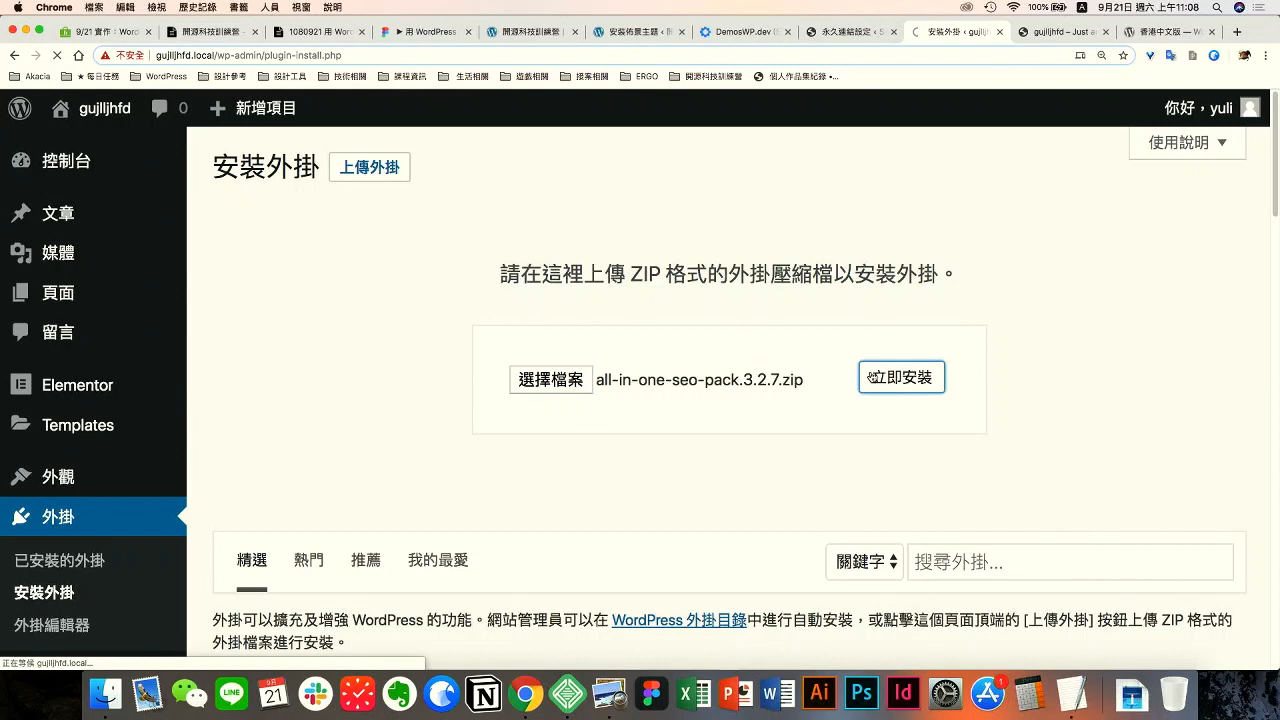 Chrome 檔案 編輯 檢視 歷史記錄 書籤 人員 視窗 說明 100% 9月21日 週六 上午11:08
9/21 實作：Word 開源科技訓練營 - 1080921 用 Wor 用 WordPress 開源科技訓練營 | 安裝佈景主題 DemosWP.dev (S 永久連結設定 ‹ S 安裝外掛 ‹ gujlljh gujlljhfd – Just a 香港中文版 — W
不安全 gujlljhfd.local/wp-admin/plugin-install.php
Akacia ★ 每日任務 WordPress 設計參考 設計工具 技術相關 課程資訊 生活相關 遊戲相關 接案相關 ERGO 開源科技訓練營 個人作品集紀錄 •...
gujlljhfd 0 新增項目 你好，yuli
使用說明
控制台
文章
媒體
頁面
留言
Elementor
Templates
外觀
外掛
已安裝的外掛
安裝外掛
外掛編輯器
安裝外掛 上傳外掛
請在這裡上傳 ZIP 格式的外掛壓縮檔以安裝外掛。
選擇檔案 all-in-one-seo-pack.3.2.7.zip 立即安裝
精選 熱門 推薦 我的最愛 關鍵字 搜尋外掛...
外掛可以擴充及增強 WordPress 的功能。網站管理員可以在 WordPress 外掛目錄中進行自動安裝，或點擊這個頁面頂端的 [上傳外掛] 按鈕上傳 ZIP 格式的
外掛檔案進行安裝。
正在等候 gujlljhfd.local...
LINE 9月 21 1
Ai Ps Id